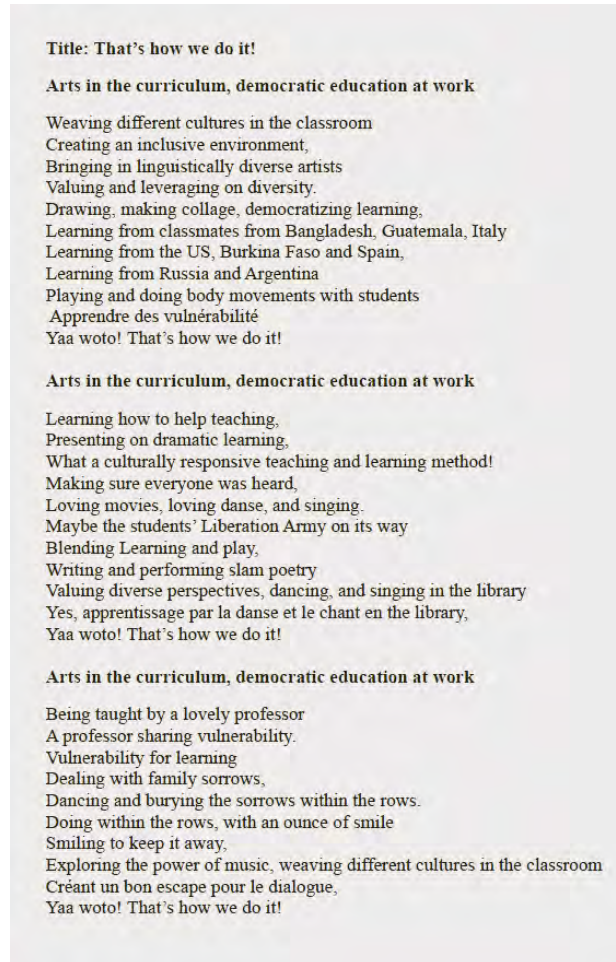 Title: That’s how we do it!
Arts in the curriculum, democratic education at work
Weaving different cultures in the classroom
Creating an inclusive environment,
Bringing in linguistically diverse artists
Valuing and leveraging on diversity.
Drawing, making collage, democratizing learning,
Learning from classmates from Bangladesh, Guatemala, Italy
Learning from the US, Burkina Faso and Spain,
Learning from Russia and Argentina
Playing and doing body movements with students
Apprendre des vulnérabilité
Yaa woto! That’s how we do it!
Arts in the curriculum, democratic education at work
Learning how to help teaching,
Presenting on dramatic learning,
What a culturally responsive teaching and learning method!
Making sure everyone was heard,
Loving movies, loving danse, and singing.
Maybe the students’ Liberation Army on its way
Blending Learning and play,
Writing and performing slam poetry
Valuing diverse perspectives, dancing, and singing in the library
Yes, apprentissage par la danse et le chant en the library,
Yaa woto! That’s how we do it!
Arts in the curriculum, democratic education at work
Being taught by a lovely professor
A professor sharing vulnerability.
Vulnerability for learning
Dealing with family sorrows,
Dancing and burying the sorrows within the rows.
Doing within the rows, with an ounce of smile
Smiling to keep it away,
Exploring the power of music, weaving different cultures in the classroom
Créant un bon escape pour le dialogue,
Yaa woto! That’s how we do it!